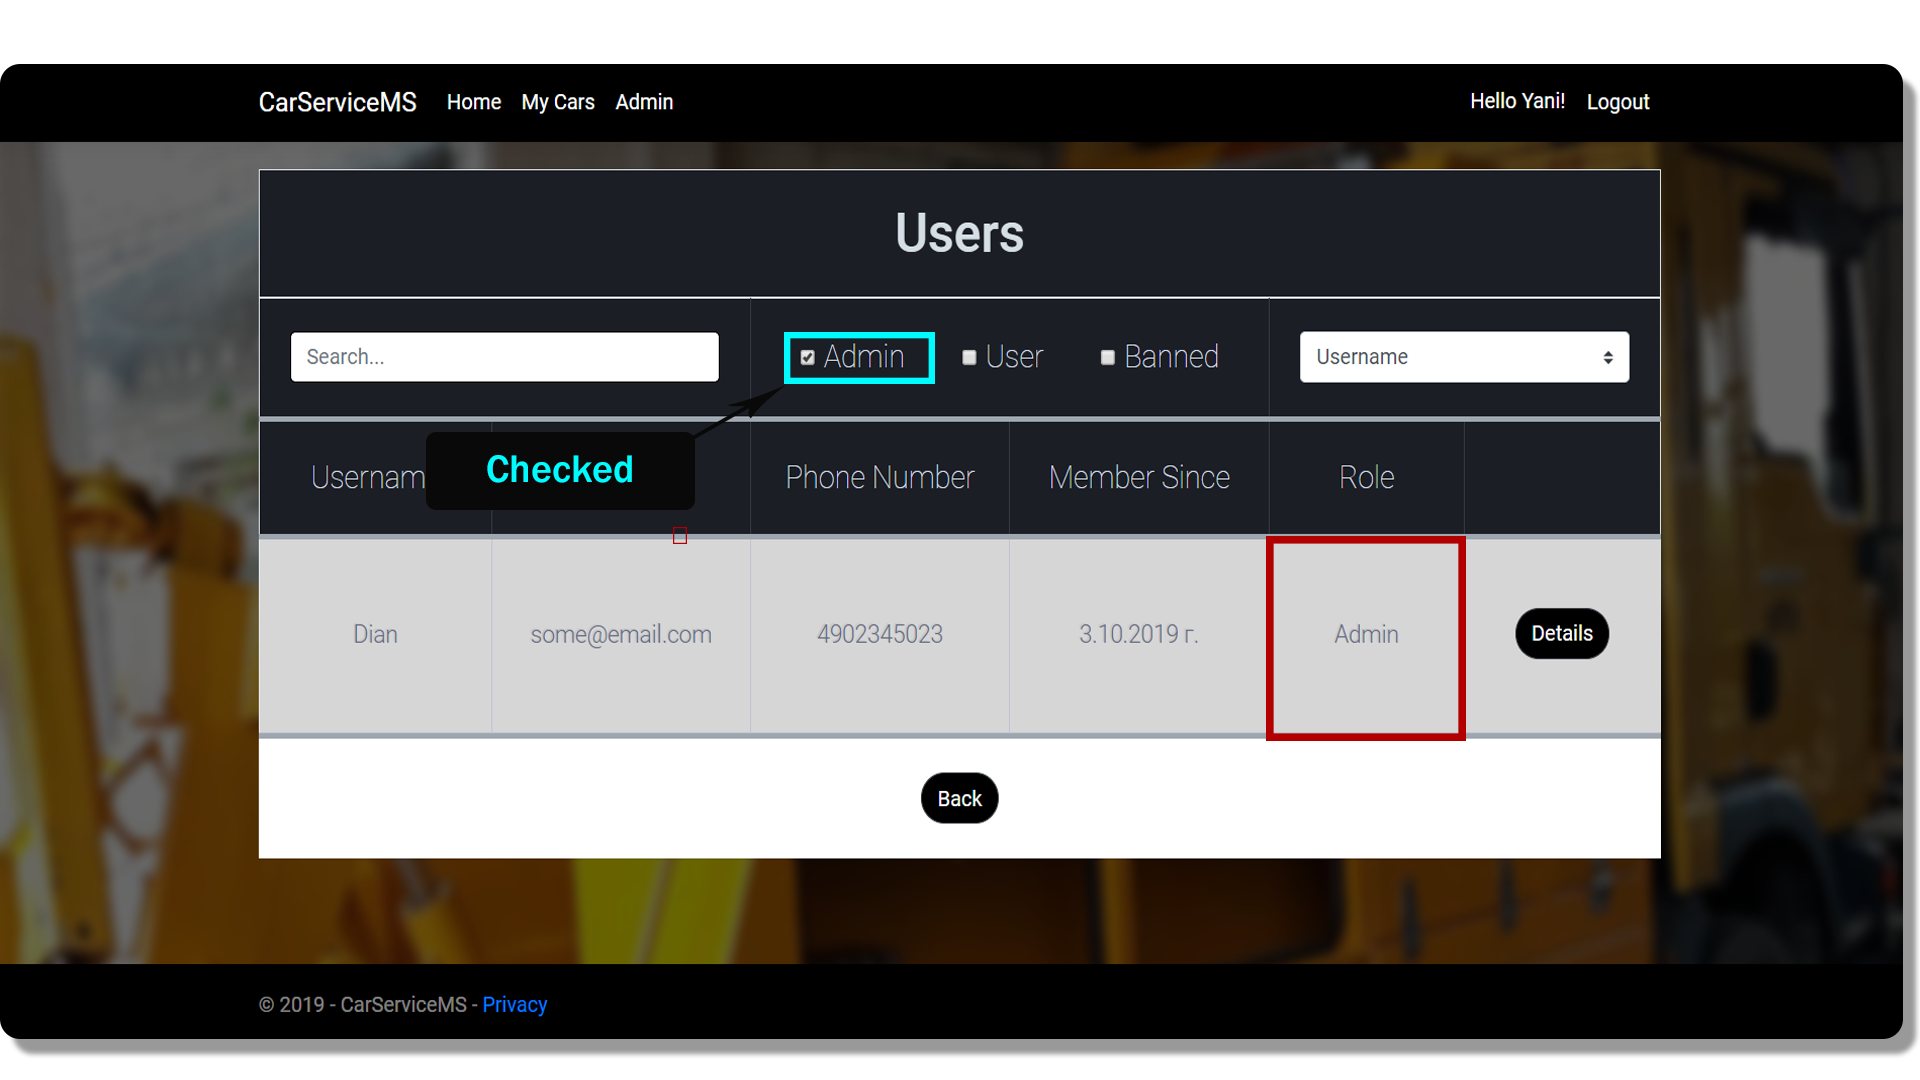 CarServiceMS Home My Cars Admin Hello Yani! Logout
Users
Search... Admin User Banned Username
Checked
Usernam Phone Number Member Since Role
Dian some@email.com 4902345023 3.10.2019 г. Admin Details
Back
© 2019 - CarServiceMS - Privacy